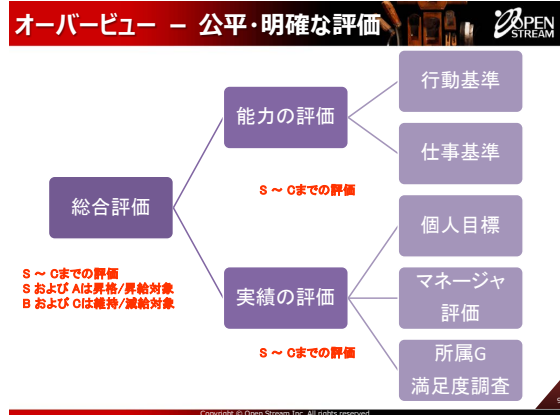 オーバービュー − 公平・明確な評価
OPEN
STREAM
行動基準
能力の評価
仕事基準
S ～ Cまでの評価
総合評価
個人目標
S ～ Cまでの評価
S および Aは昇格/昇給対象
B および Cは維持/減給対象
実績の評価
マネージャ
評価
S ～ Cまでの評価
所属G
満足度調査
Copyright © Open Stream Inc. All rights reserved.